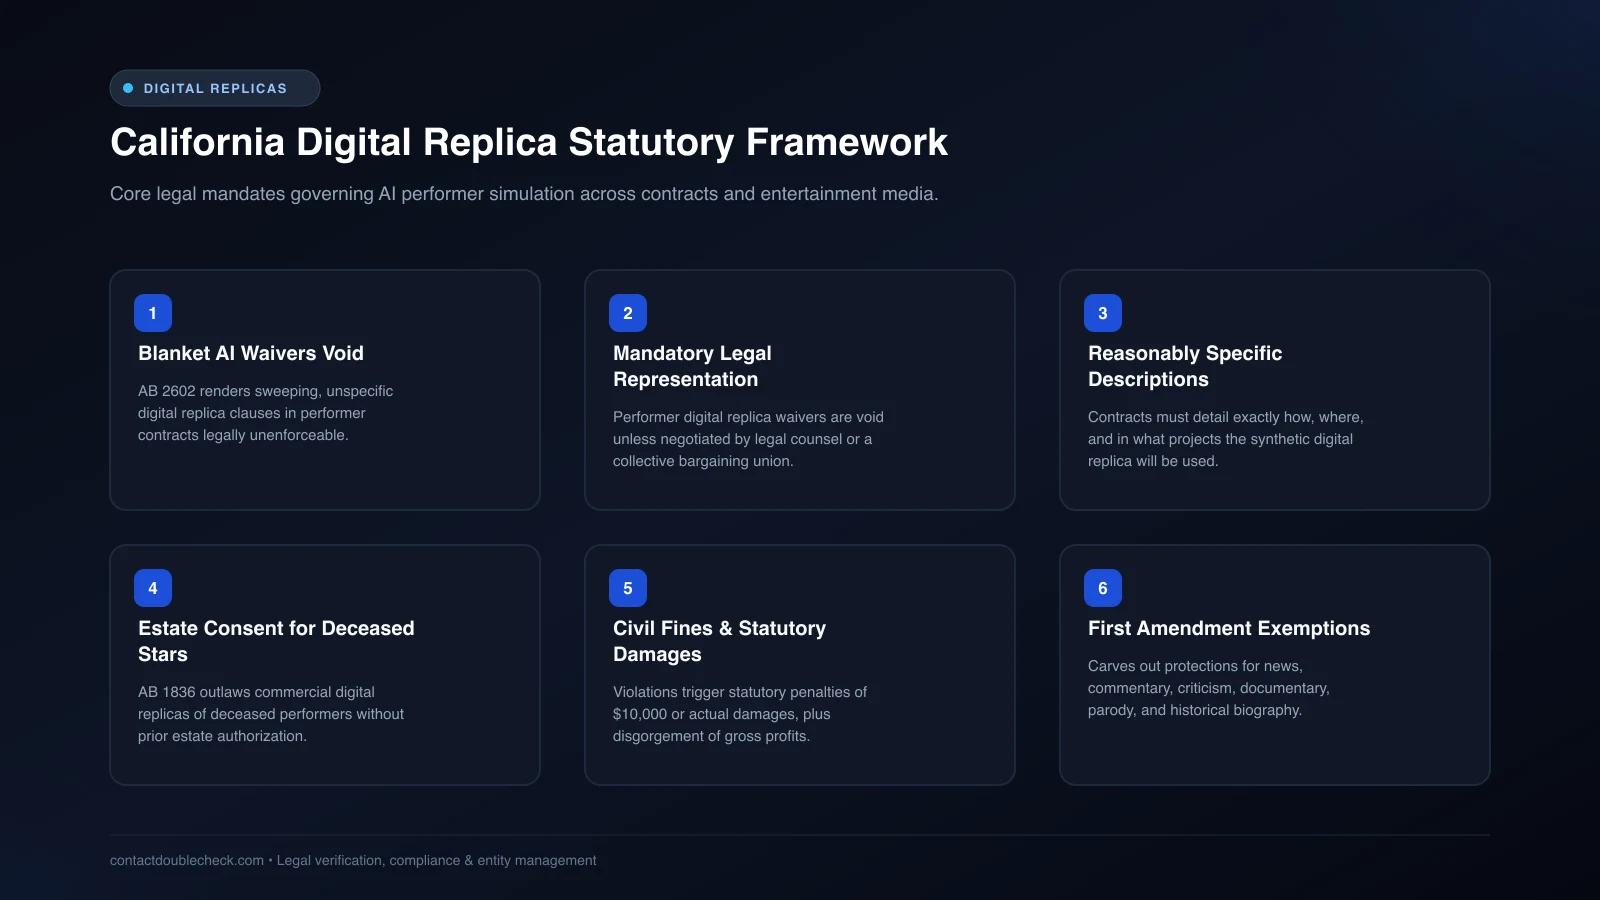 DIGITAL REPLICAS
California Digital Replica Statutory Framework
Core legal mandates governing AI performer simulation across contracts and entertainment media.
1
Blanket AI Waivers Void
AB 2602 renders sweeping, unspecific
digital replica clauses in performer
contracts legally unenforceable.
2
Mandatory Legal
Representation
Performer digital replica waivers are void
unless negotiated by legal counsel or a
collective bargaining union.
3
Reasonably Specific
Descriptions
Contracts must detail exactly how, where,
and in what projects the synthetic digital
replica will be used.
4
Estate Consent for Deceased
Stars
AB 1836 outlaws commercial digital
replicas of deceased performers without
prior estate authorization.
5
Civil Fines & Statutory
Damages
Violations trigger statutory penalties of
$10,000 or actual damages, plus
disgorgement of gross profits.
6
First Amendment Exemptions
Carves out protections for news,
commentary, criticism, documentary,
parody, and historical biography.
contactdoublecheck.com • Legal verification, compliance & entity management